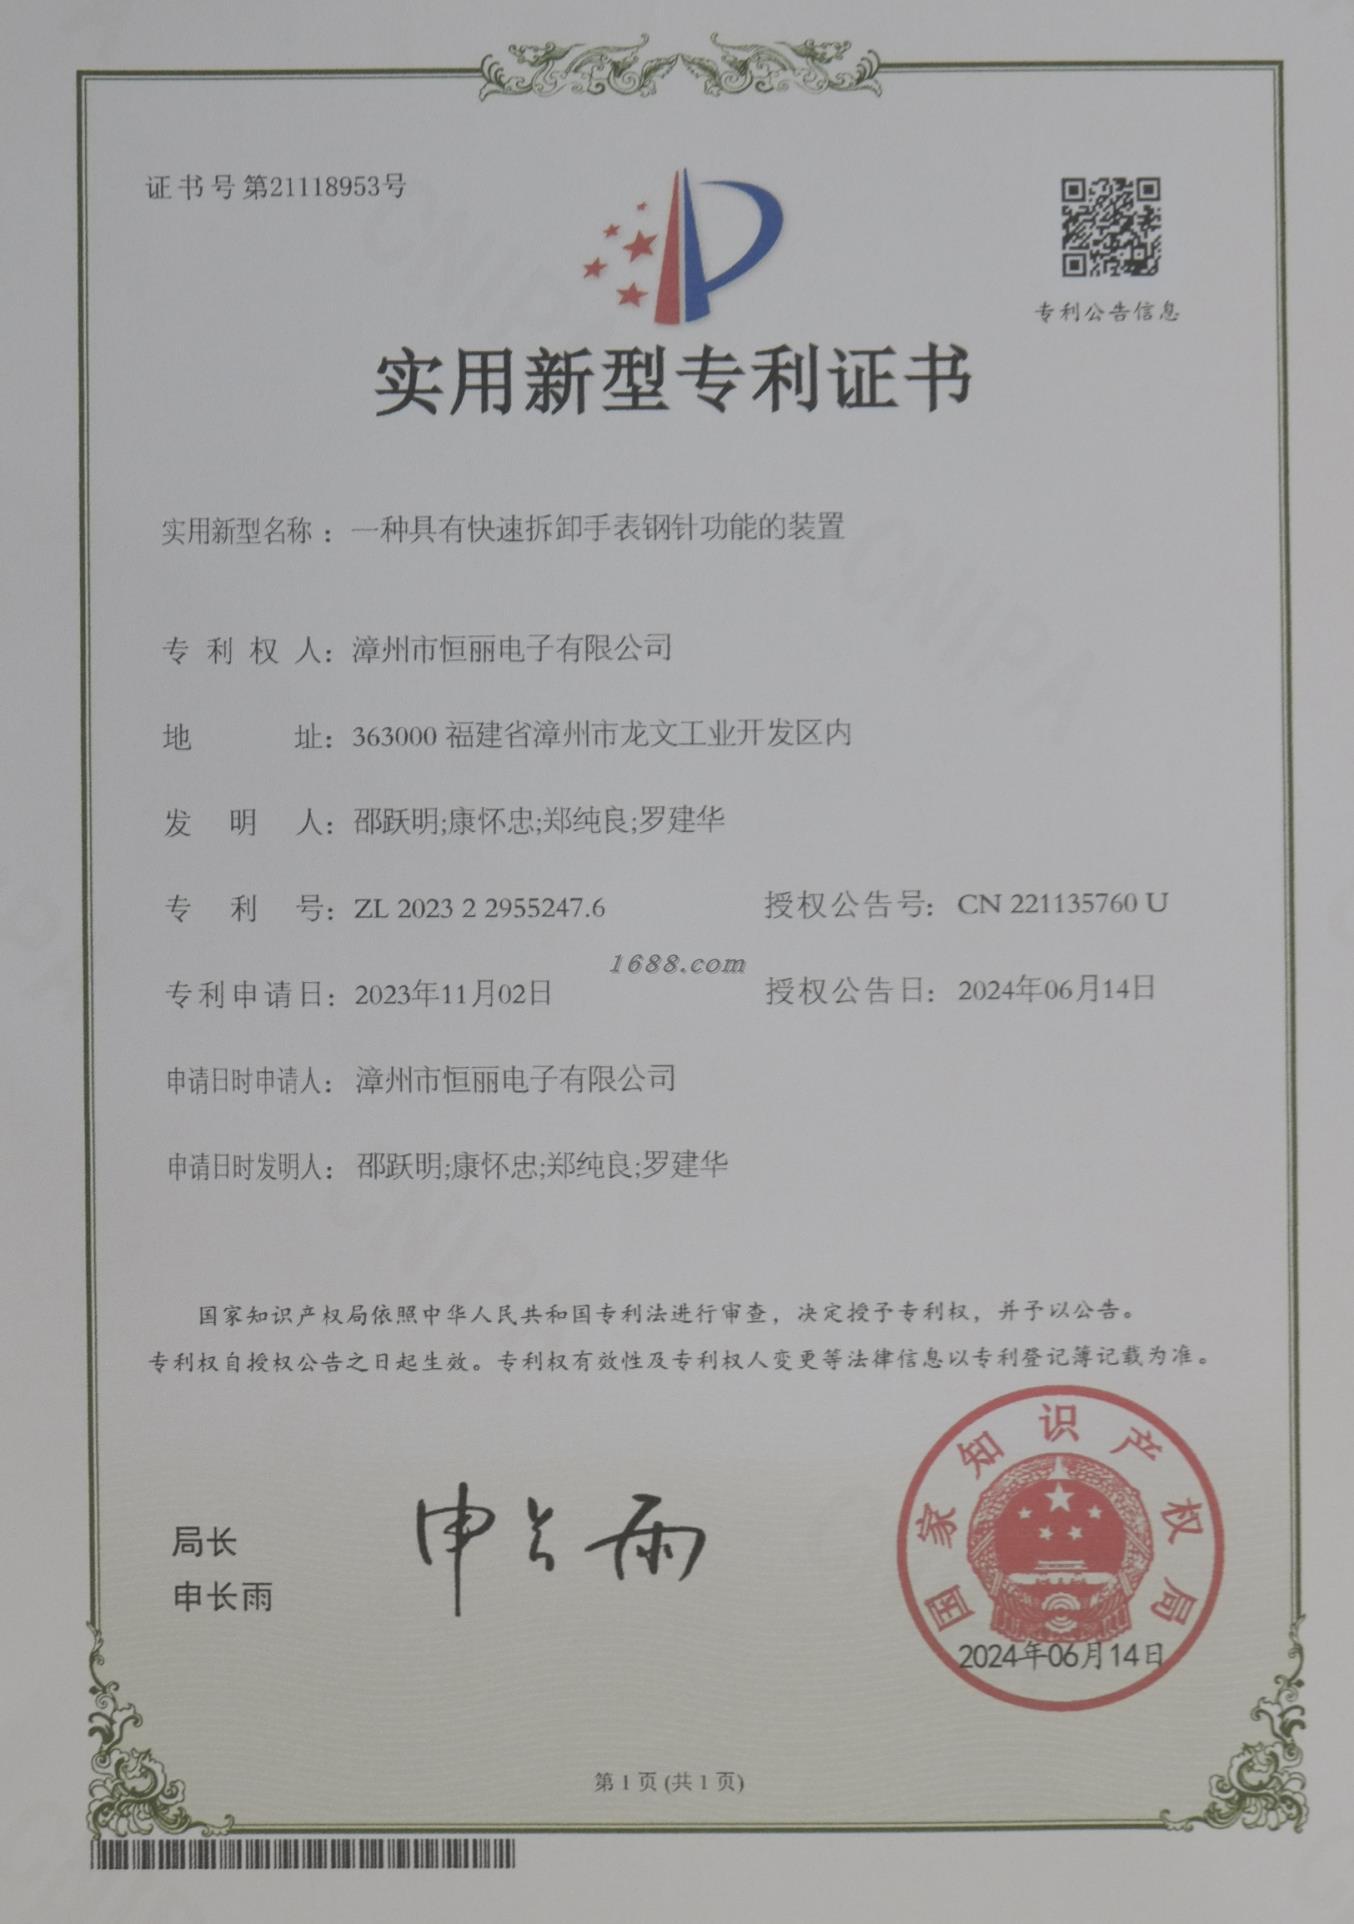 证书号第21118953号
专利公告信息
实用新型专利证书
实用新型名称：一种具有快速拆卸手表钢针功能的装置
专利权人：漳州市恒丽电子有限公司
地址：363000 福建省漳州市龙文工业开发区内
发明人：邵跃明;康怀忠;郑纯良;罗建华
专利号：ZL 2023 2 2955247.6 授权公告号：CN 221135760 U
1688.com
专利申请日：2023年11月02日 授权公告日：2024年06月14日
申请日时申请人：漳州市恒丽电子有限公司
申请日时发明人：邵跃明;康怀忠;郑纯良;罗建华
国家知识产权局依照中华人民共和国专利法进行审查，决定授予专利权，并予以公告。
专利权自授权公告之日起生效。专利权有效性及专利权人变更等法律信息以专利登记簿记载为准。
局长
申长雨
申长雨
国家知识产权局
2024年06月14日
第 1 页 (共 1 页)
CNIPA
CNIPA